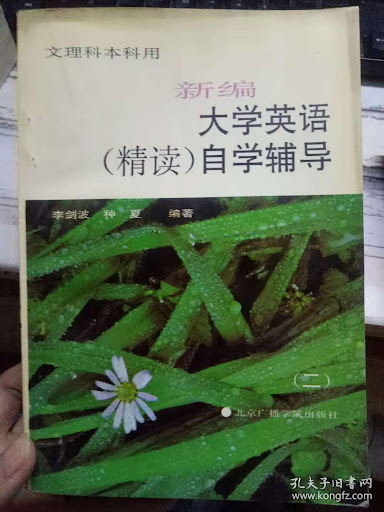 文理科本科用
新编
大学英语
(精读)自学辅导
李剑波 种夏 编著
(二)
北京广播学院出版社
孔夫子旧书网
www.kongfz.com